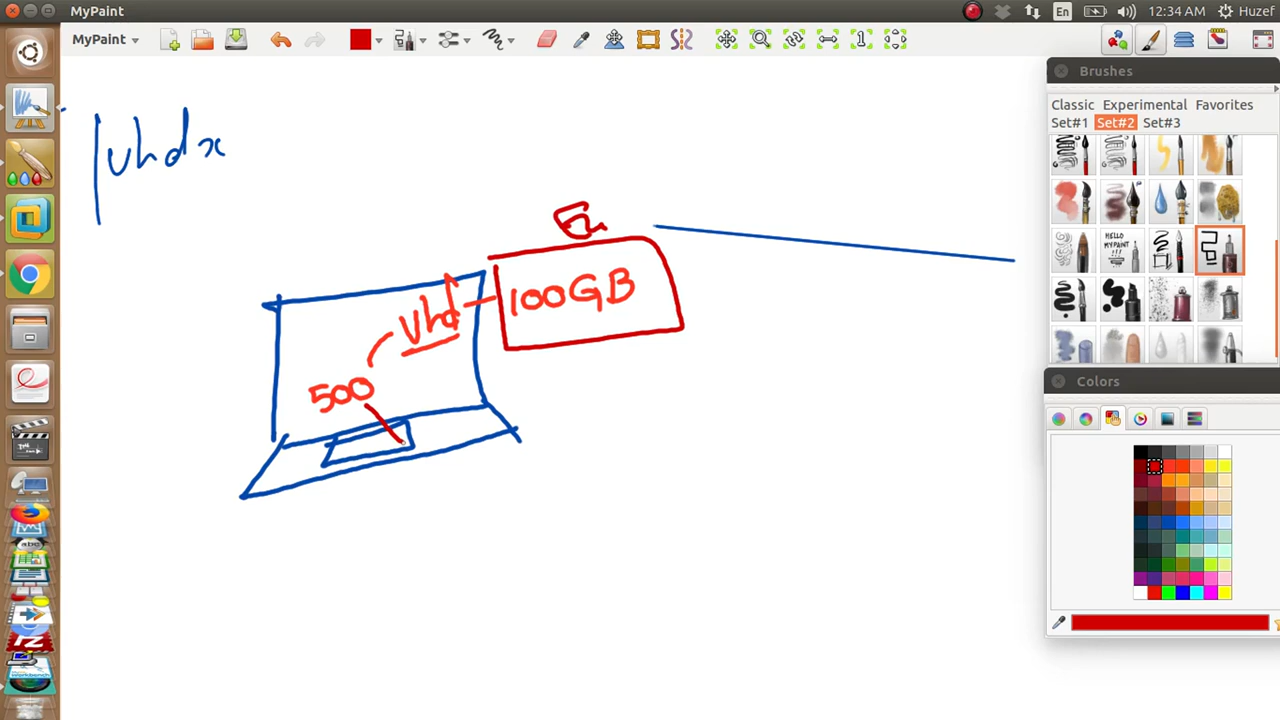 MyPaint
En
12:34 AM
Huzef
MyPaint
Brushes
Classic Experimental Favorites
Set#1 Set#2 Set#3
HELLO MYPAINT !!!
|vhdx
100GB
Vhd
500
Colors